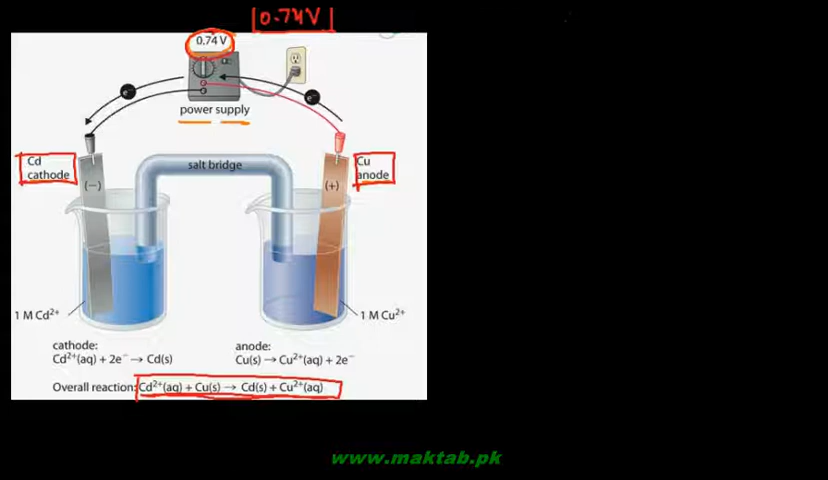 |0.74V|
0.74 V
power supply
Cd
cathode
Cu
anode
salt bridge
(−)
(+)
1 M Cd²⁺
1 M Cu²⁺
cathode:
Cd²⁺(aq) + 2e⁻ → Cd(s)
anode:
Cu(s) → Cu²⁺(aq) + 2e⁻
Overall reaction: Cd²⁺(aq) + Cu(s) → Cd(s) + Cu²⁺(aq)
www.maktab.pk